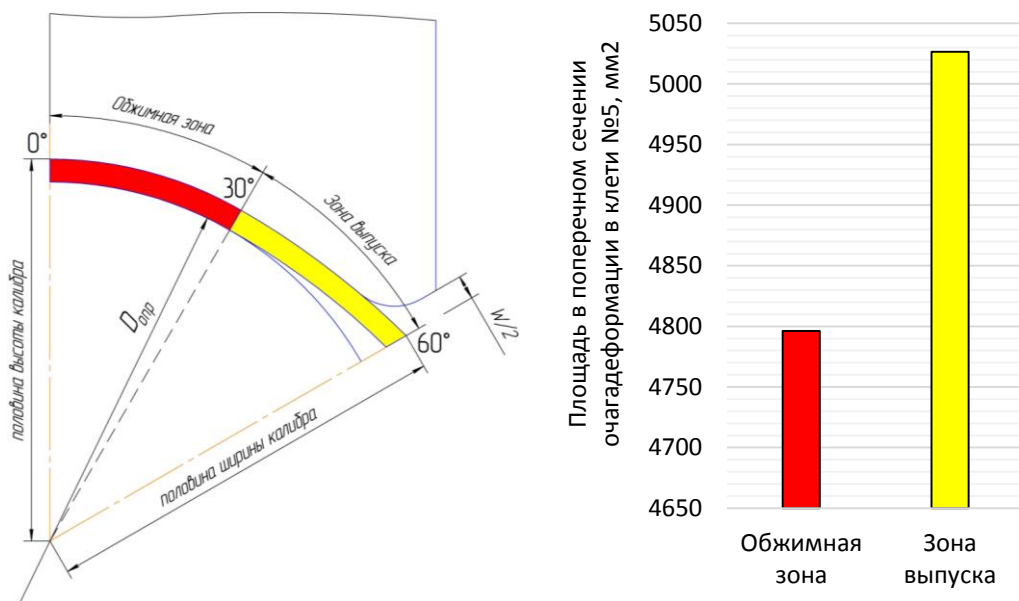 Обжимная зона
0°
30°
Зона выпуска
60°
W/2
Dопр
половина высоты калибра
половина ширины калибра
Площадь в поперечном сечении
очагадеформации в клети №5, мм2
5050
5000
4950
4900
4850
4800
4750
4700
4650
Обжимная
зона
Зона
выпуска